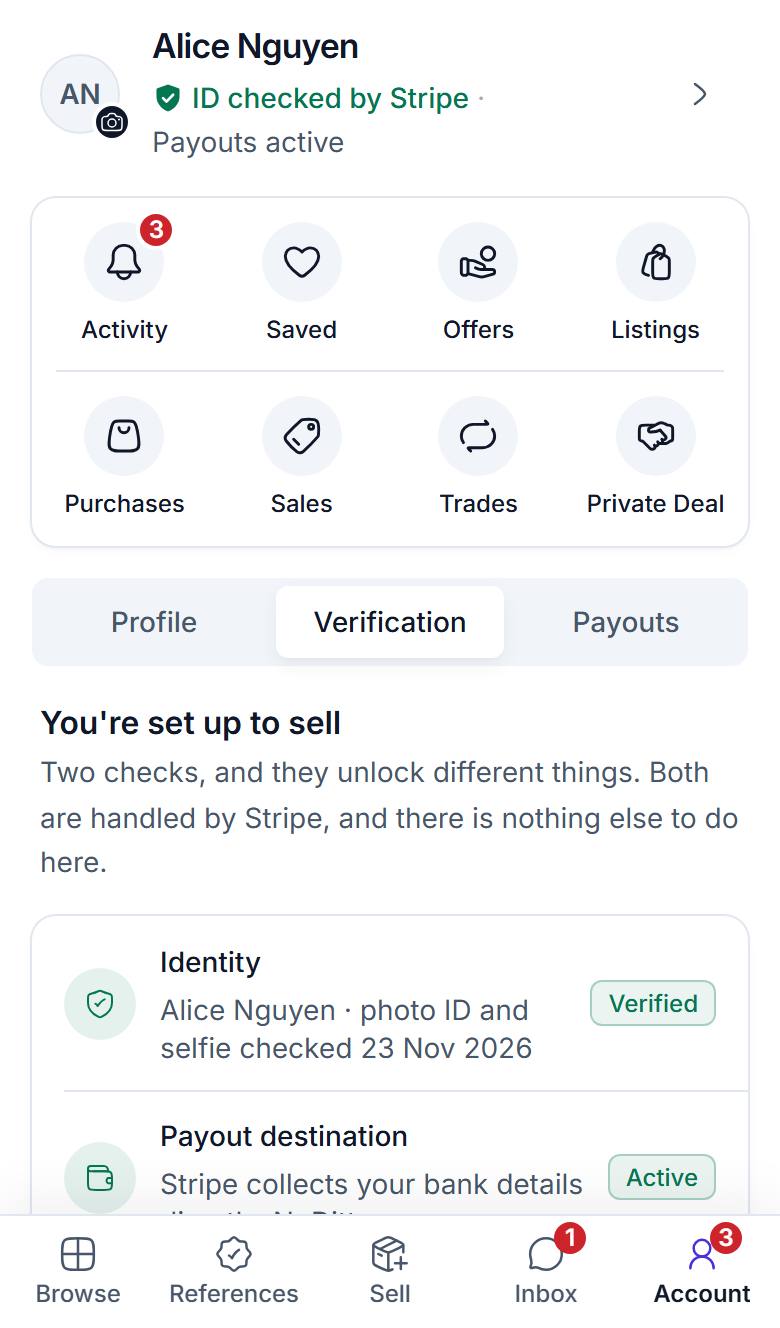 Alice Nguyen
AN
ID checked by Stripe ·
Payouts active
3
Activity
Saved
Offers
Listings
Purchases
Sales
Trades
Private Deal
Profile
Verification
Payouts
You're set up to sell
Two checks, and they unlock different things. Both
are handled by Stripe, and there is nothing else to do
here.
Identity
Alice Nguyen · photo ID and
selfie checked 23 Nov 2026
Verified
Payout destination
Stripe collects your bank details
Active
1
3
Browse
References
Sell
Inbox
Account